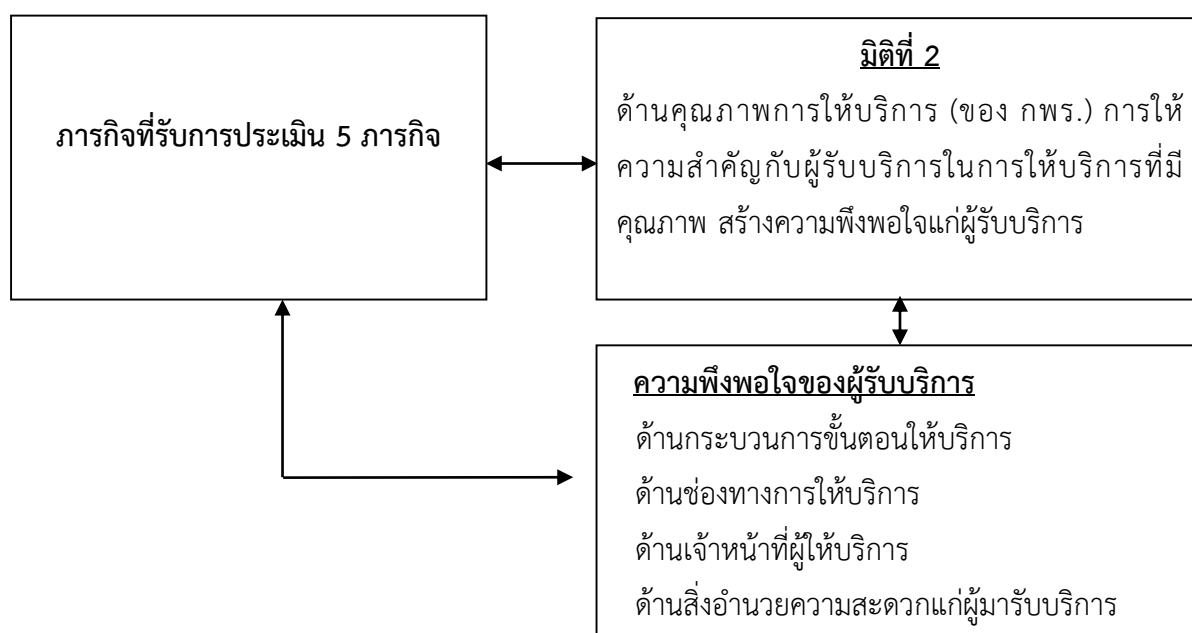 ภารกิจที่รับการประเมิน 5 ภารกิจ
มิติที่ 2
ด้านคุณภาพการให้บริการ (ของ กพร.) การให้
ความสำคัญกับผู้รับบริการในการให้บริการที่มี
คุณภาพ สร้างความพึงพอใจแก่ผู้รับบริการ
ความพึงพอใจของผู้รับบริการ
ด้านกระบวนการขั้นตอนให้บริการ
ด้านช่องทางการให้บริการ
ด้านเจ้าหน้าที่ผู้ให้บริการ
ด้านสิ่งอำนวยความสะดวกแก่ผู้มารับบริการ